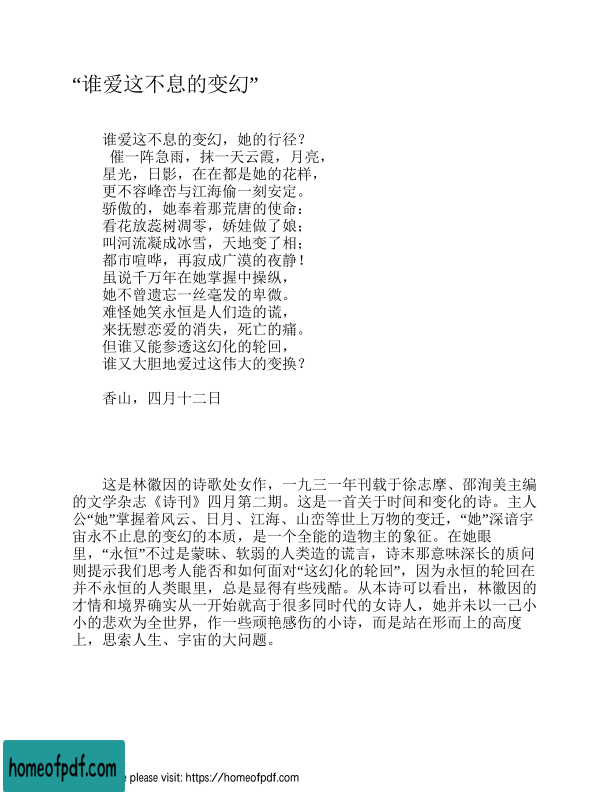 “谁爱这不息的变幻”
谁爱这不息的变幻，她的行径？
催一阵急雨，抹一天云霞，月亮，
星光，日影，在在都是她的花样，
更不容峰峦与江海偷一刻安定。
骄傲的，她奉着那荒唐的使命：
看花放蕊树凋零，娇娃做了娘；
叫河流凝成冰雪，天地变了相；
都市喧哗，再寂成广漠的夜静！
虽说千万年在她掌握中操纵，
她不曾遗忘一丝毫发的卑微。
难怪她笑永恒是人们造的谎，
来抚慰恋爱的消失，死亡的痛。
但谁又能参透这幻化的轮回，
谁又大胆地爱过这伟大的变换？
香山，四月十二日
这是林徽因的诗歌处女作，一九三一年刊载于徐志摩、邵洵美主编
的文学杂志《诗刊》四月第二期。这是一首关于时间和变化的诗。主人
公“她”掌握着风云、日月、江海、山峦等世上万物的变迁，“她”深谙宇
宙永不止息的变幻的本质，是一个全能的造物主的象征。在她眼
里，“永恒”不过是蒙昧、软弱的人类造的谎言，诗末那意味深长的质问
则提示我们思考人能否和如何面对“这幻化的轮回”，因为永恒的轮回在
并不永恒的人类眼里，总是显得有些残酷。从本诗可以看出，林徽因的
才情和境界确实从一开始就高于很多同时代的女诗人，她并未以一己小
小的悲欢为全世界，作一些顽艳感伤的小诗，而是站在形而上的高度
上，思索人生、宇宙的大问题。
homeofpdf.com
please visit: https://homeofpdf.com